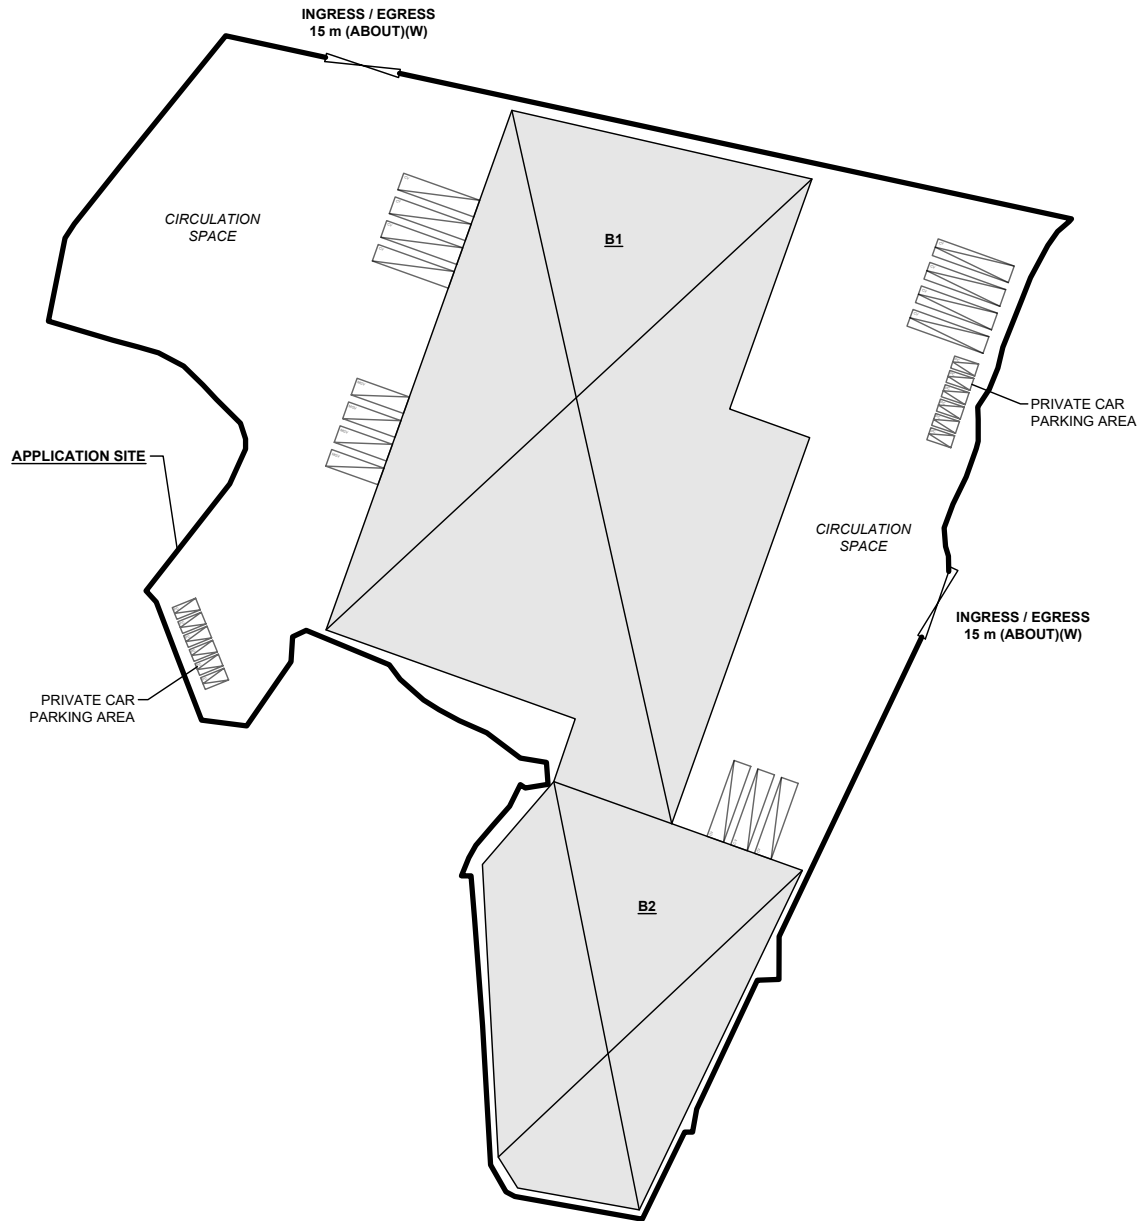 INGRESS / EGRESS
15 m (ABOUT)(W)
CIRCULATION
SPACE
B1
PRIVATE CAR
PARKING AREA
APPLICATION SITE
CIRCULATION
SPACE
INGRESS / EGRESS
15 m (ABOUT)(W)
PRIVATE CAR
PARKING AREA
B2